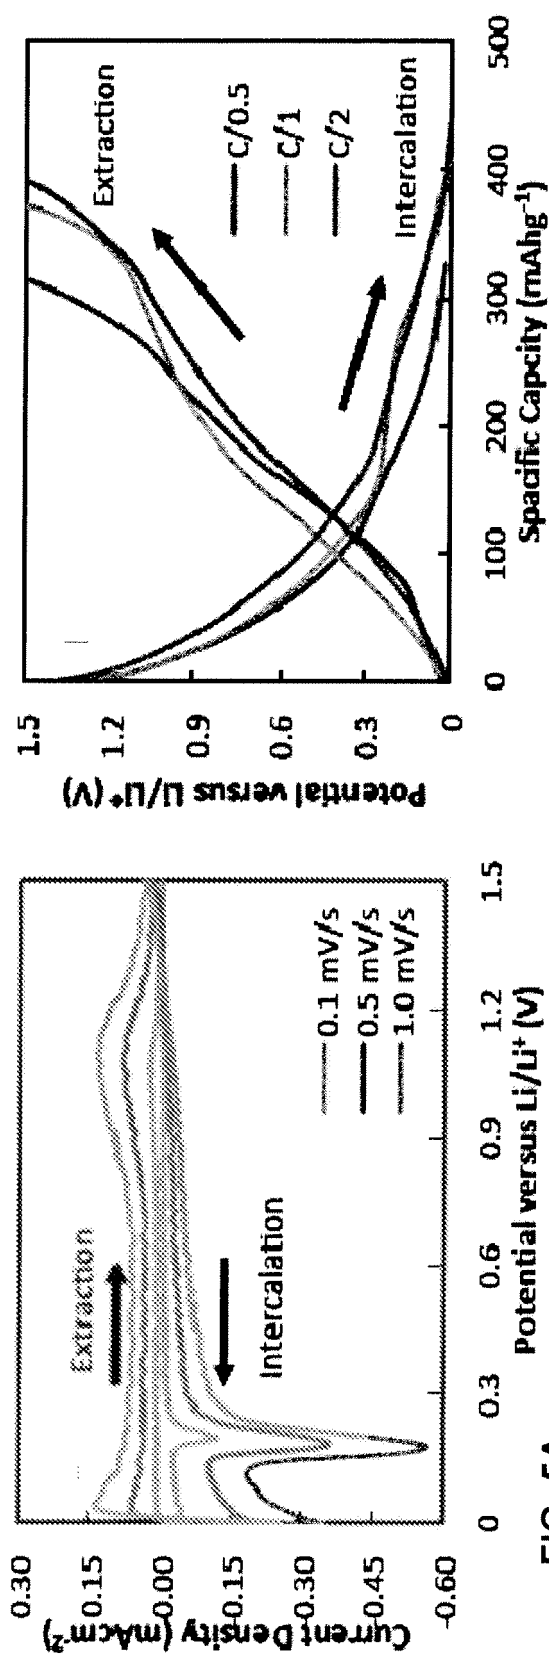 0.30
0.15
-0.00
-0.15
-0.30
-0.45
-0.60
Current Density (mAcm-2)
Extraction
Intercalation
0.1 mV/s
0.5 mV/s
1.0 mV/s
0
0.3
0.6
0.9
1.2
1.5
Potential versus Li/Li+ (V)
FIG. 5A
1.5
1.2
0.9
0.6
0.3
0
Potential versus Li/Li+ (V)
Extraction
C/0.5
C/1
C/2
Intercalation
0
100
200
300
400
500
Spacific Capcity (mAhg-1)